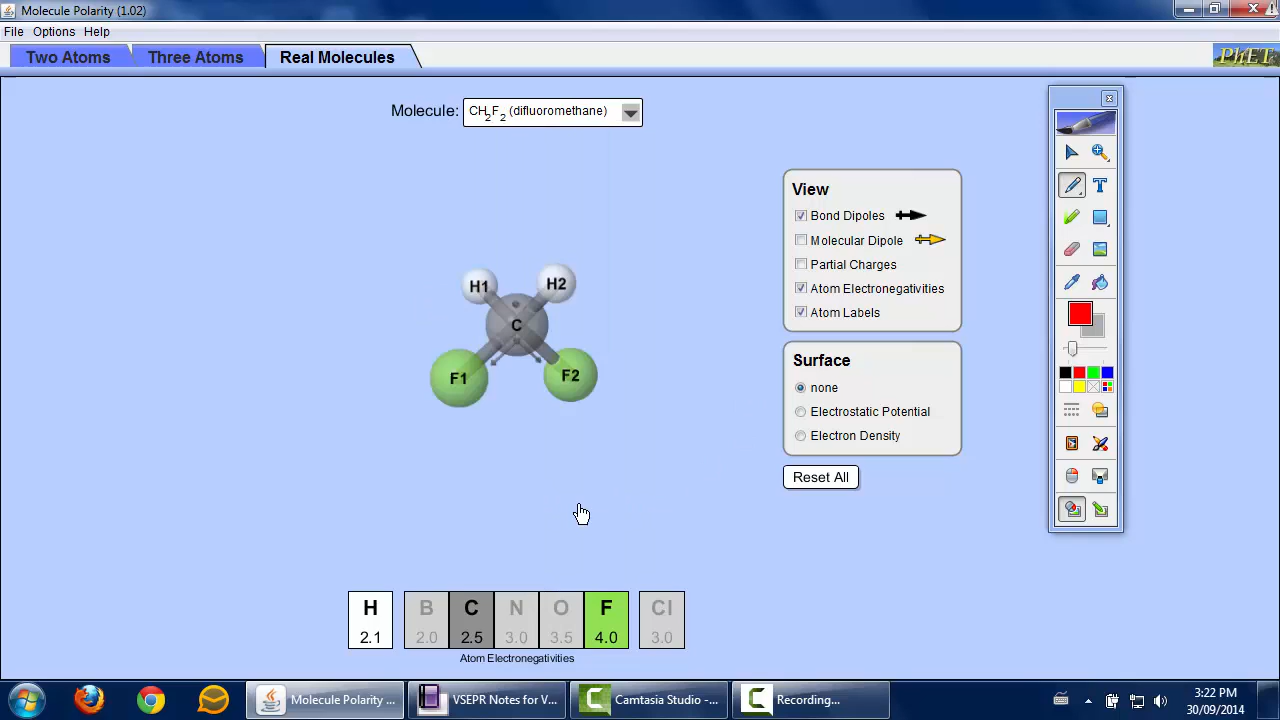 Molecule Polarity (1.02)
File Options Help
Two Atoms Three Atoms Real Molecules PhET
Molecule: CH2F2 (difluoromethane)
View
Bond Dipoles
Molecular Dipole
Partial Charges
Atom Electronegativities
Atom Labels
H1 H2
C
F1 F2
Surface
none
Electrostatic Potential
Electron Density
Reset All
T
H B C N O F Cl
2.1 2.0 2.5 3.0 3.5 4.0 3.0
Atom Electronegativities
Molecule Polarity ... VSEPR Notes for V... Camtasia Studio -... Recording...
3:22 PM
30/09/2014